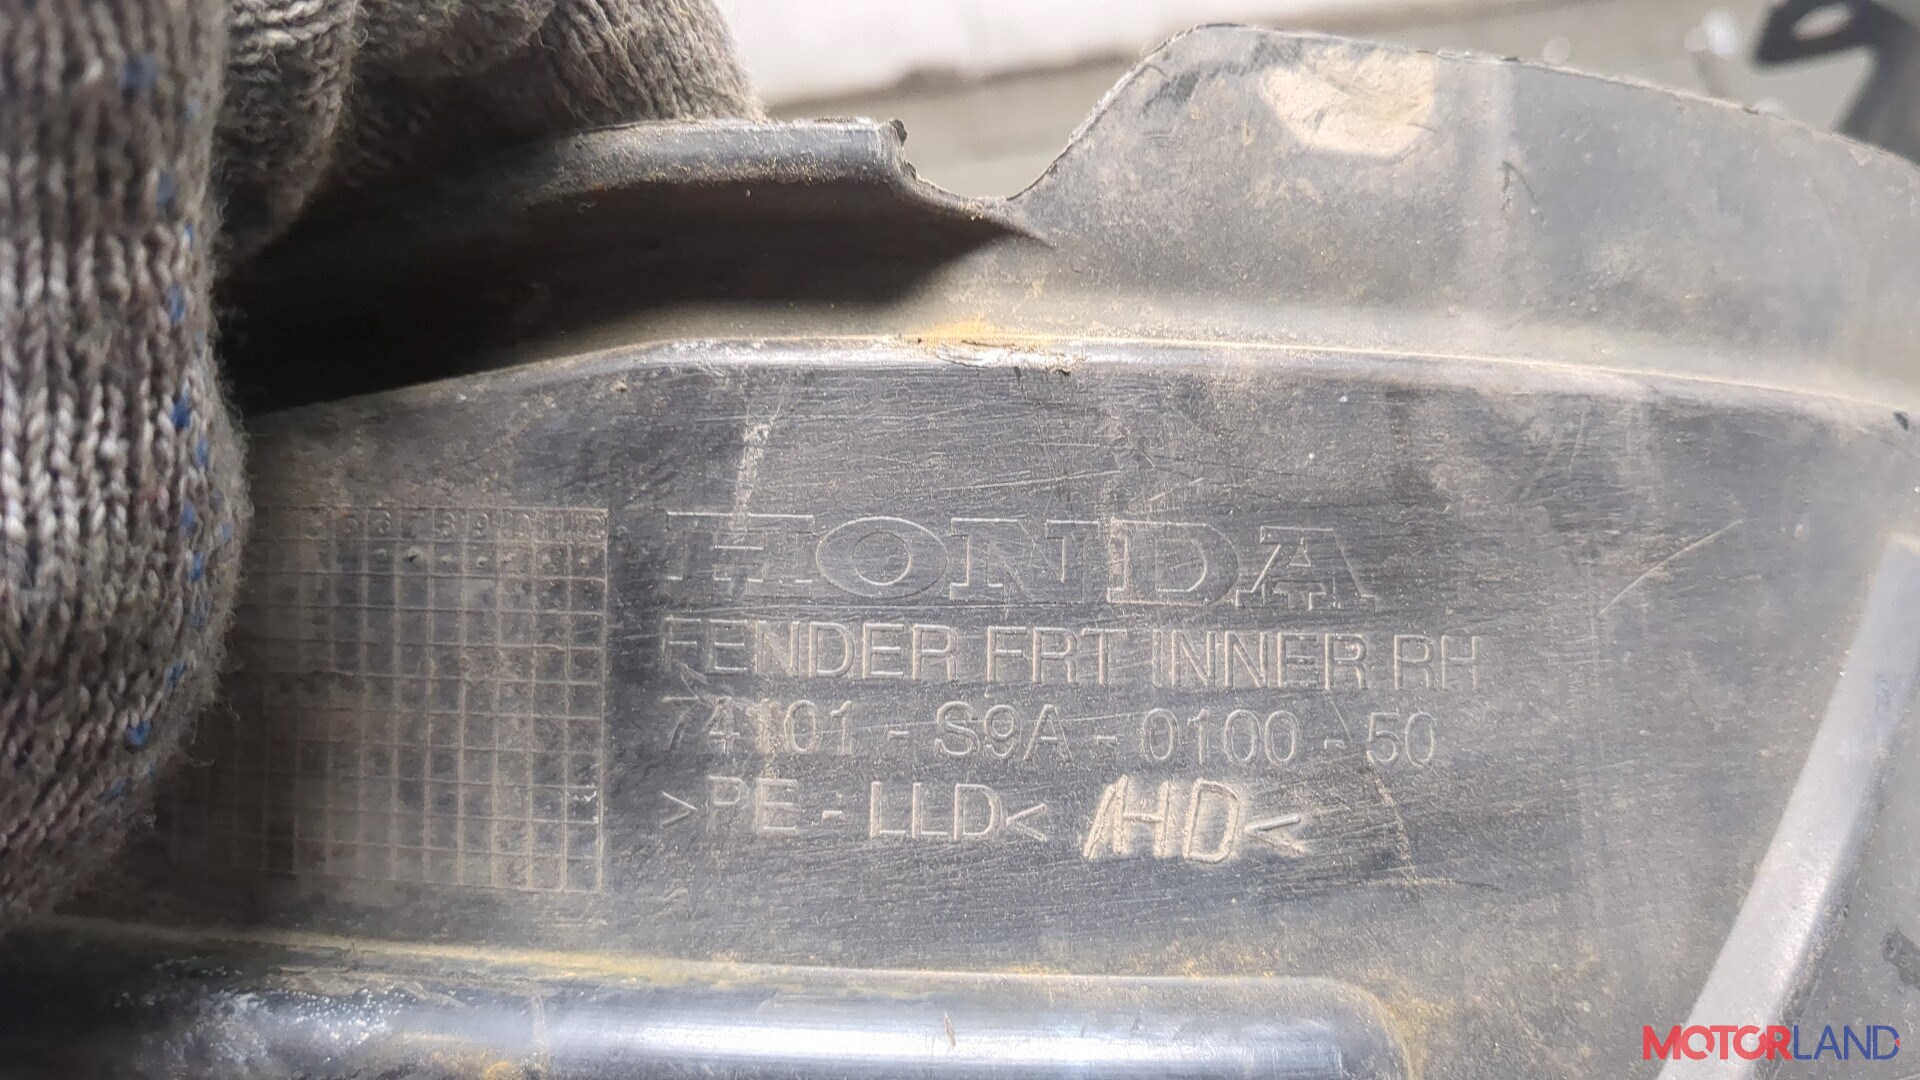 HONDA
FENDER FRT INNER RH
74101 - S9A - 0100 - 50
>PE - LLD< /HD<
MOTORLAND